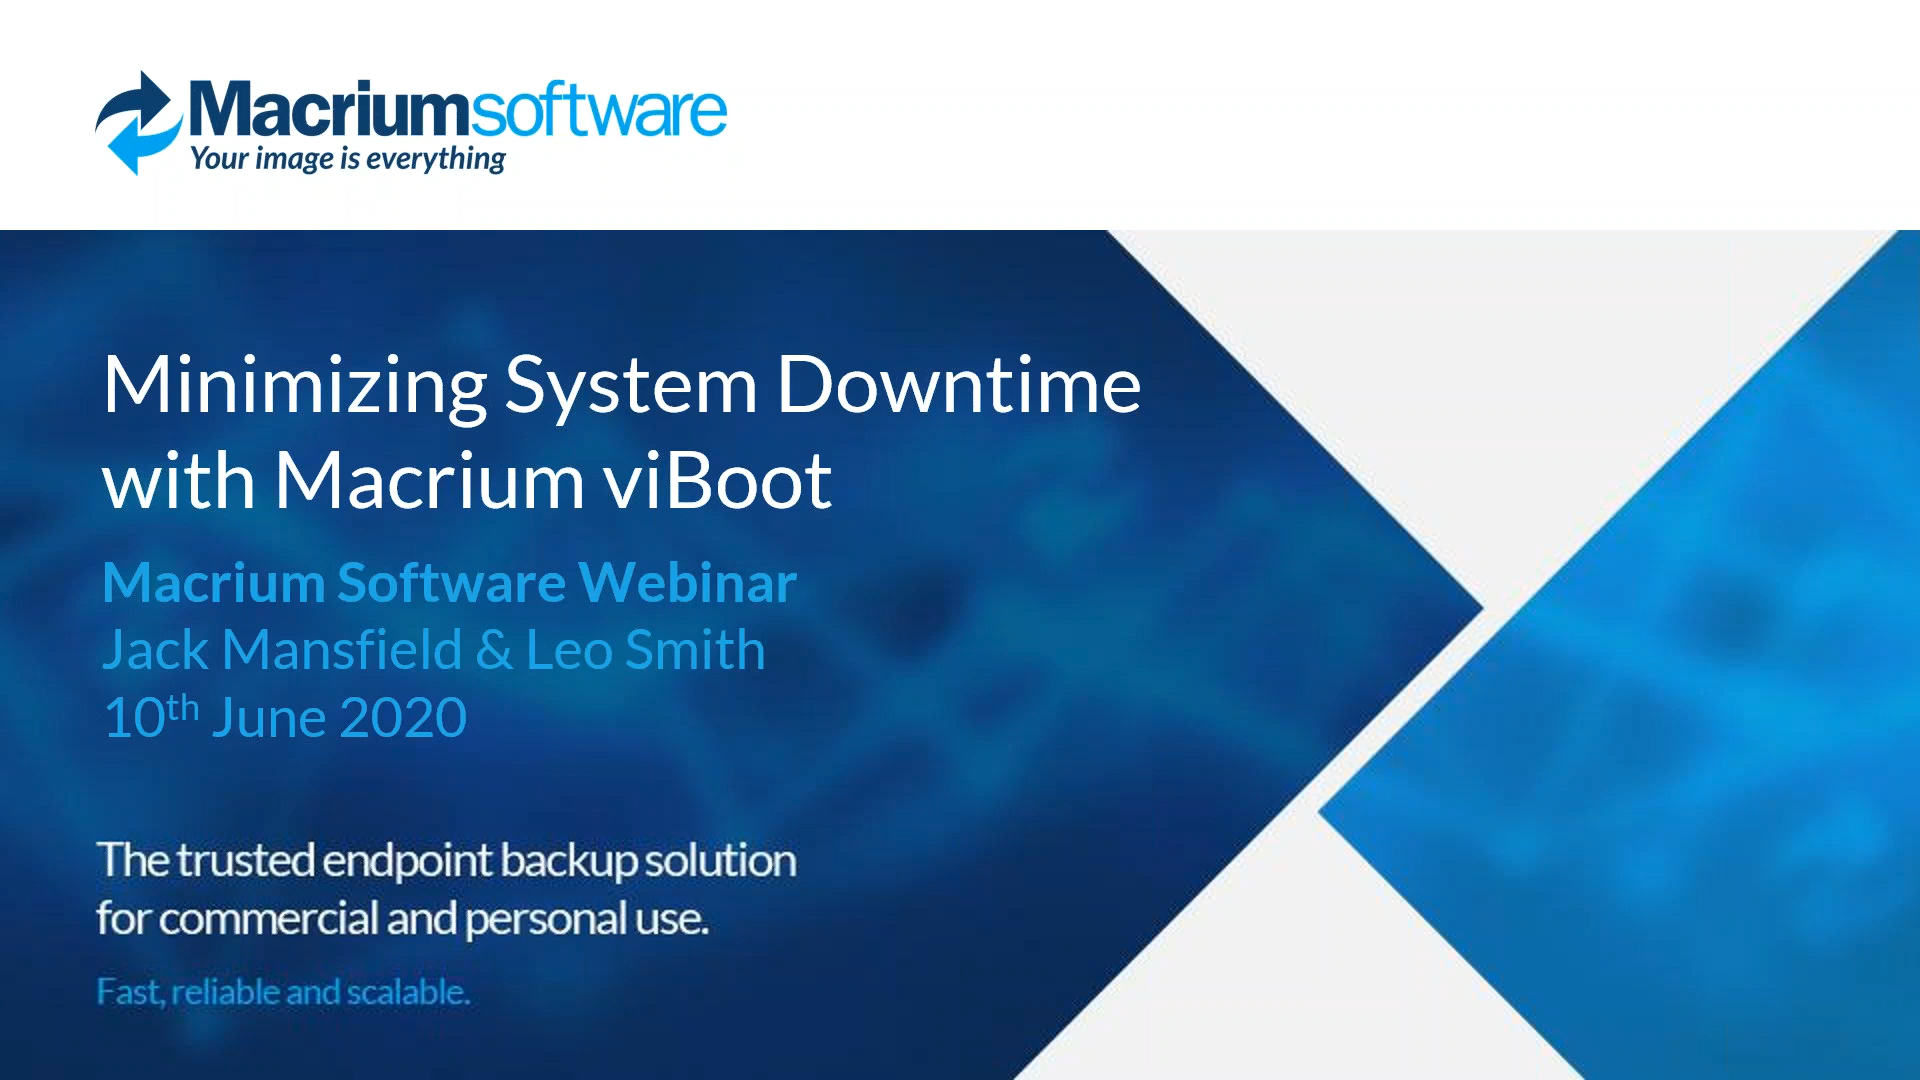 Macriumsoftware
Your image is everything
Minimizing System Downtime
with Macrium viBoot
Macrium Software Webinar
Jack Mansfield & Leo Smith
10th June 2020
The trusted endpoint backup solution
for commercial and personal use.
Fast, reliable and scalable.